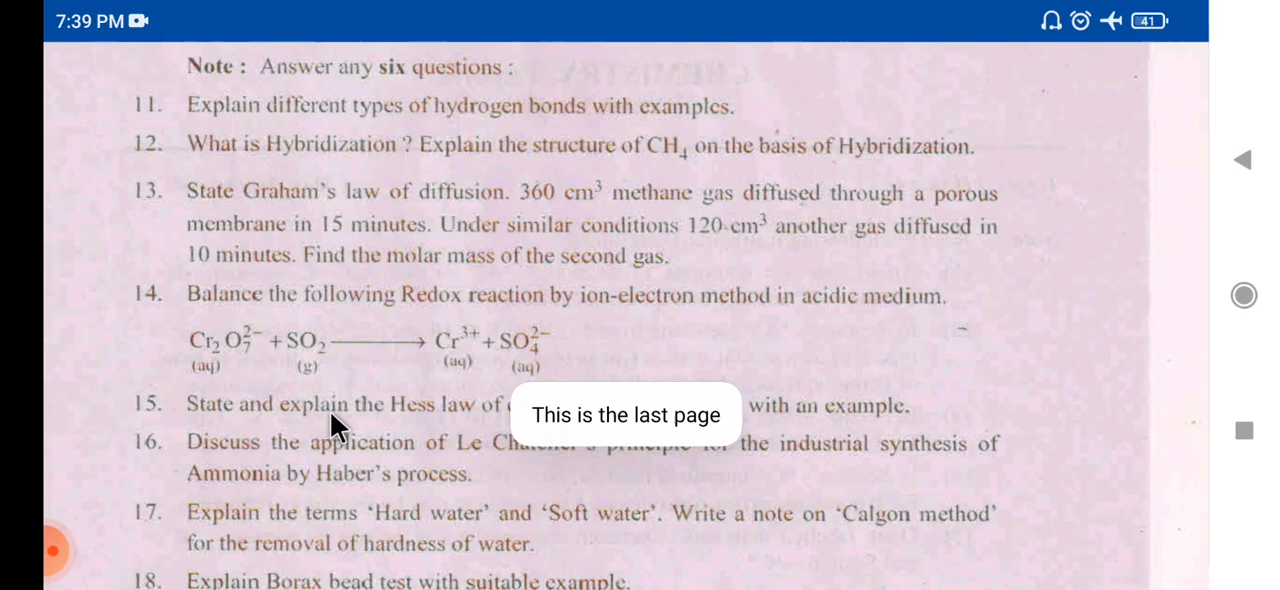 7:39 PM
41
Note : Answer any six questions :
11. Explain different types of hydrogen bonds with examples.
12. What is Hybridization ? Explain the structure of CH4 on the basis of Hybridization.
13. State Graham's law of diffusion. 360 cm³ methane gas diffused through a porous
membrane in 15 minutes. Under similar conditions 120 cm³ another gas diffused in
10 minutes. Find the molar mass of the second gas.
14. Balance the following Redox reaction by ion-electron method in acidic medium.
Cr₂O₇²⁻ + SO₂ ⟶ Cr³⁺ + SO₄²⁻
(aq) (g) (aq) (aq)
15. State and explain the Hess law of with an example.
This is the last page
16. Discuss the application of Le the industrial synthesis of
Ammonia by Haber's process.
17. Explain the terms 'Hard water' and 'Soft water'. Write a note on 'Calgon method'
for the removal of hardness of water.
18. Explain Borax bead test with suitable example.